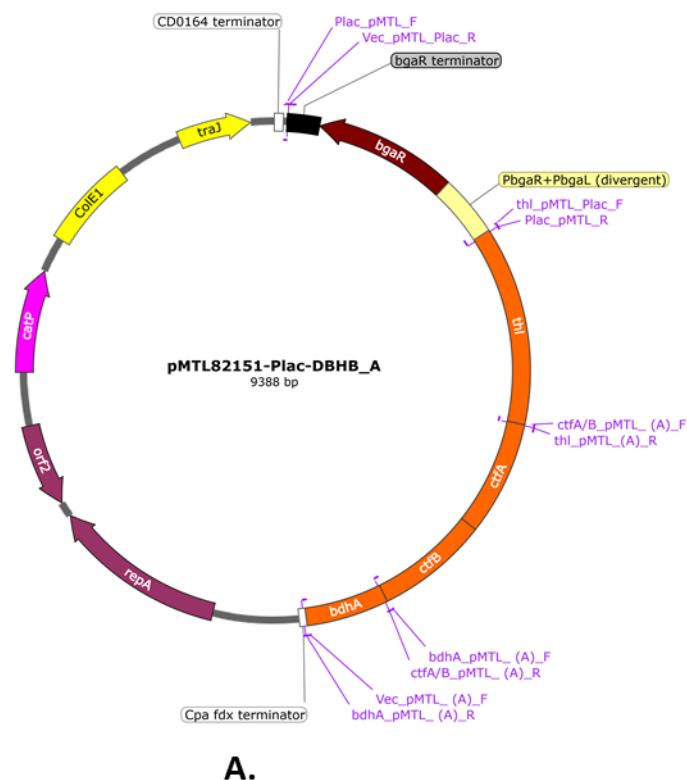 CD0164 terminator
Plac_pMTL_F
Vec_pMTL_Plac_R
bgaR terminator
traJ
bgaR
ColE1
PbgaR+PbgaL (divergent)
thl_pMTL_Plac_F
Plac_pMTL_R
thl
catP
pMTL82151-Plac-DBHB_A
9388 bp
ctfA/B_pMTL_ (A)_F
thl_pMTL_(A)_R
orf2
ctfA
ctfB
repA
bdhA
bdhA_pMTL_ (A)_F
ctfA/B_pMTL_ (A)_R
Vec_pMTL_ (A)_F
Cpa fdx terminator
bdhA_pMTL_ (A)_R
A.